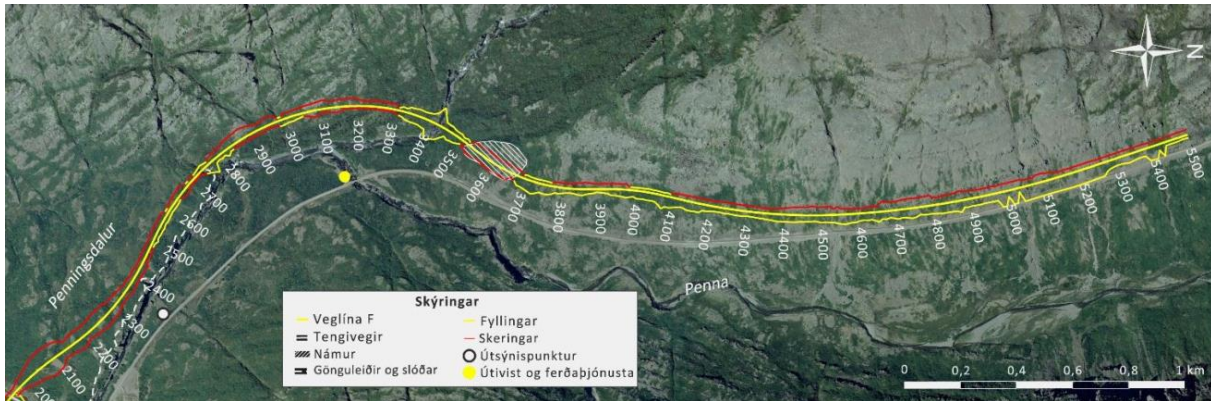 N
Penningsdalur
Penna
2000
2100
2200
2300
2400
2500
2600
2700
2800
2900
3000
3100
3200
3300
3400
3500
3600
3700
3800
3900
4000
4100
4200
4300
4400
4500
4600
4700
4800
4900
5000
5100
5200
5300
5400
5500
Skýringar
Veglína F
Fyllingar
Tengivegir
Skeringar
Námur
Útsýnispunktur
Gönguleiðir og slóðar
Útivist og ferðaþjónusta
0 0,2 0,4 0,6 0,8 1 km